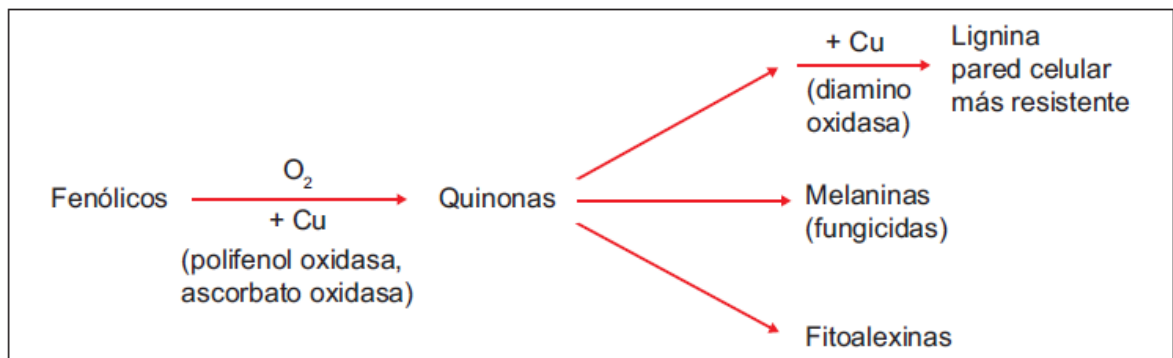 Fenólicos
O2
+ Cu
(polifenol oxidasa,
ascorbato oxidasa)
Quinonas
+ Cu
(diamino
oxidasa)
Lignina
pared celular
más resistente
Melaninas
(fungicidas)
Fitoalexinas